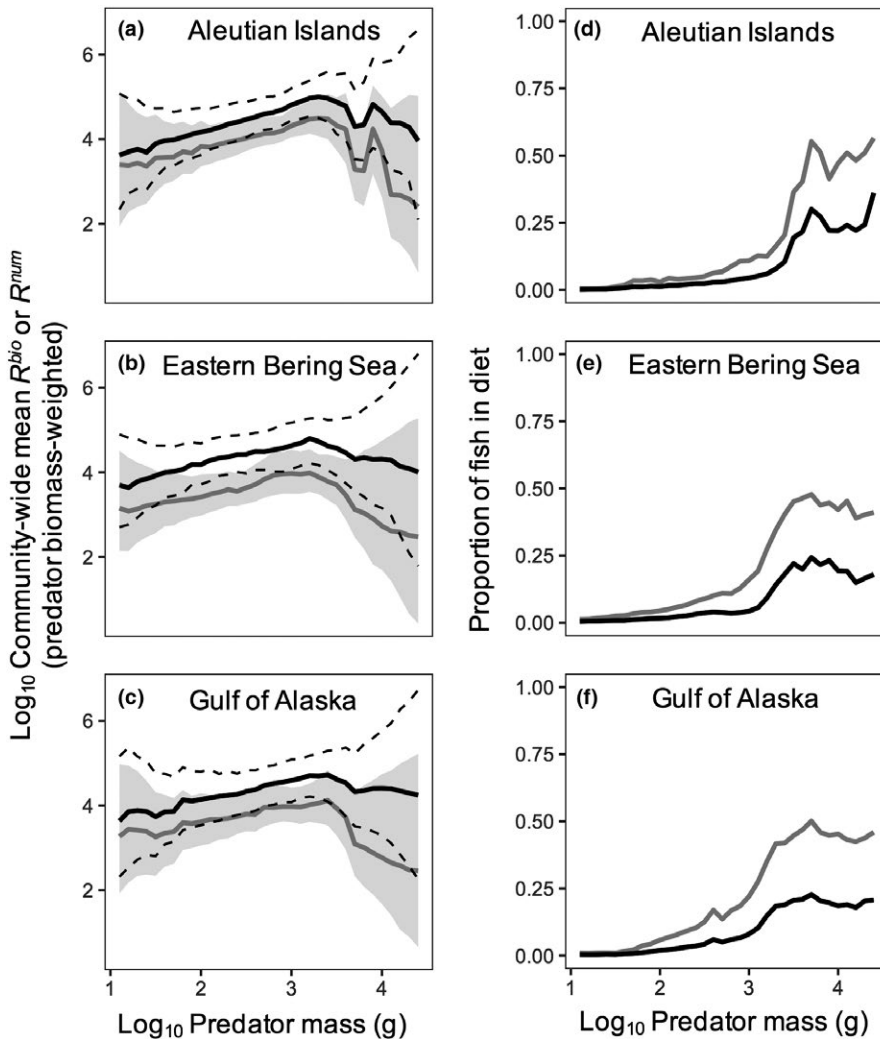 Log₁₀ Community-wide mean R^bio or R^num
(predator biomass-weighted)
(a) Aleutian Islands
6
4
2
(b) Eastern Bering Sea
6
4
2
(c) Gulf of Alaska
6
4
2
1 2 3 4
Log₁₀ Predator mass (g)
Proportion of fish in diet
(d) Aleutian Islands
1.00
0.75
0.50
0.25
0.00
(e) Eastern Bering Sea
1.00
0.75
0.50
0.25
0.00
(f) Gulf of Alaska
1.00
0.75
0.50
0.25
0.00
1 2 3 4
Log₁₀ Predator mass (g)